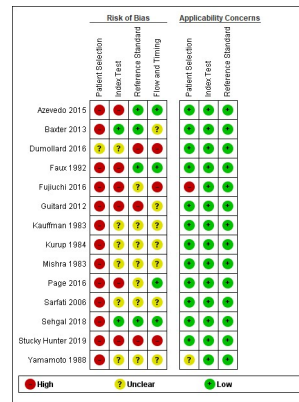 Risk of Bias Applicability Concerns
Patient Selection
Index Test
Reference Standard
Flow and Timing
Patient Selection
Index Test
Reference Standard
Azevedo 2015 – – + + + + +
Baxter 2013 – + + ? + + +
Dumollard 2016 ? ? – – + + +
Faux 1992 – – + + + + +
Fujiuchi 2016 – – ? – – + +
Guitard 2012 – – – ? + + +
Kauffman 1983 – ? ? ? + + +
Kurup 1984 – ? ? ? + + +
Mishra 1983 – ? ? ? + + +
Page 2016 – – ? + + + +
Sarfati 2006 – ? ? ? + + +
Sehgal 2018 – + + + + + +
Stucky Hunter 2019 – – – – + + +
Yamamoto 1988 – ? ? ? ? + +
– High ? Unclear + Low